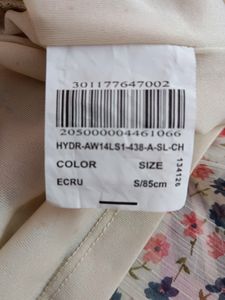 301177647002
205000004461066
HYDR-AW14LS1-438-A-SL-CH
COLOR SIZE
ECRU S/85cm
134126